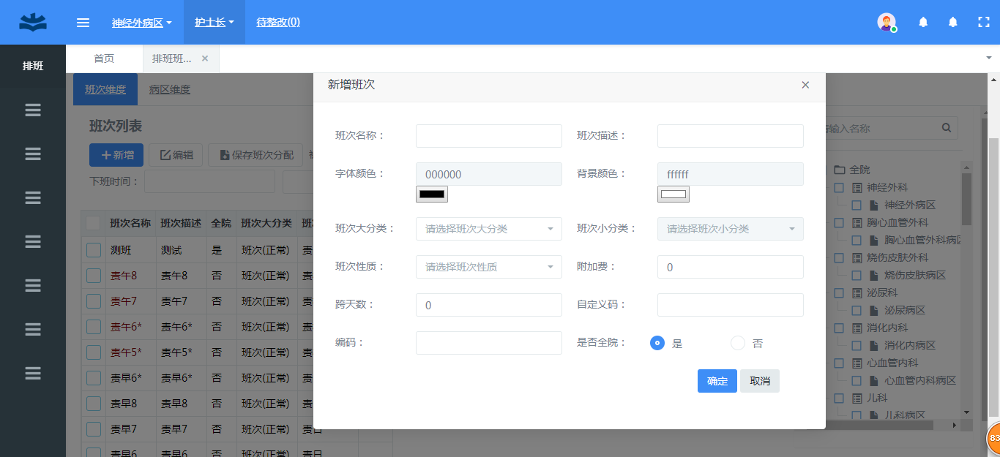 神经外病区 护士长 待整改(0)
排班
首页 排班班...
班次维度 病区维度
班次列表
新增 编辑 保存班次分配
下班时间：
班次名称 班次描述 全院 班次大分类
测班 测试 是 班次(正常)
责午8 责午8 否 班次(正常)
责午7 责午7 否 班次(正常)
责午6* 责午6* 否 班次(正常)
责午5* 责午5* 否 班次(正常)
责早6* 责早6* 否 班次(正常)
责早8 责早8 否 班次(正常)
责早7 责早7 否 班次(正常) 责日
责早6 责早6 否 班次(正常) 责日
新增班次
班次名称： 班次描述：
字体颜色： 000000 背景颜色： ffffff
班次大分类： 请选择班次大分类 班次小分类： 请选择班次小分类
班次性质： 请选择班次性质 附加费： 0
跨天数： 0 自定义码：
编码： 是否全院： 是 否
确定 取消
输入名称
全院
神经外科
神经外病区
胸心血管外科
胸心血管外科病区
烧伤皮肤外科
烧伤皮肤病区
泌尿科
泌尿病区
消化内科
消化内病区
心血管内科
心血管内科病区
儿科
儿科病区
83